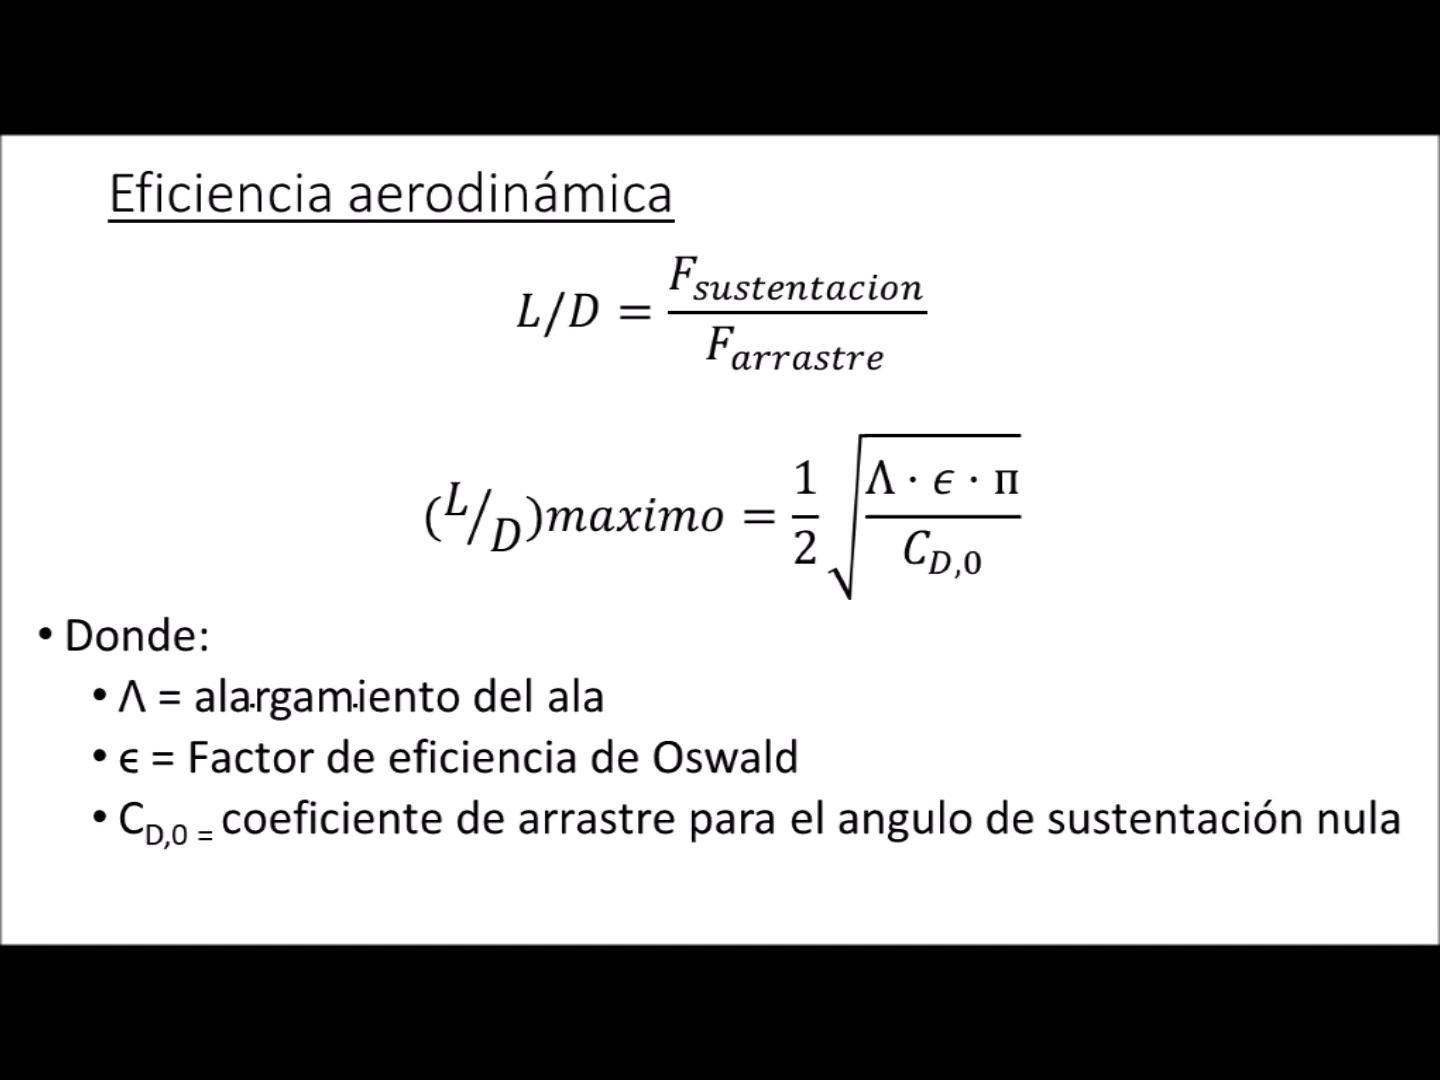 Eficiencia aerodinámica
L/D = F_sustentacion / F_arrastre
(L/D)maximo = 1/2 √(Λ · ϵ · π / C_D,0)
• Donde:
• Λ = alargamiento del ala
• ϵ = Factor de eficiencia de Oswald
• C_D,0 = coeficiente de arrastre para el angulo de sustentación nula